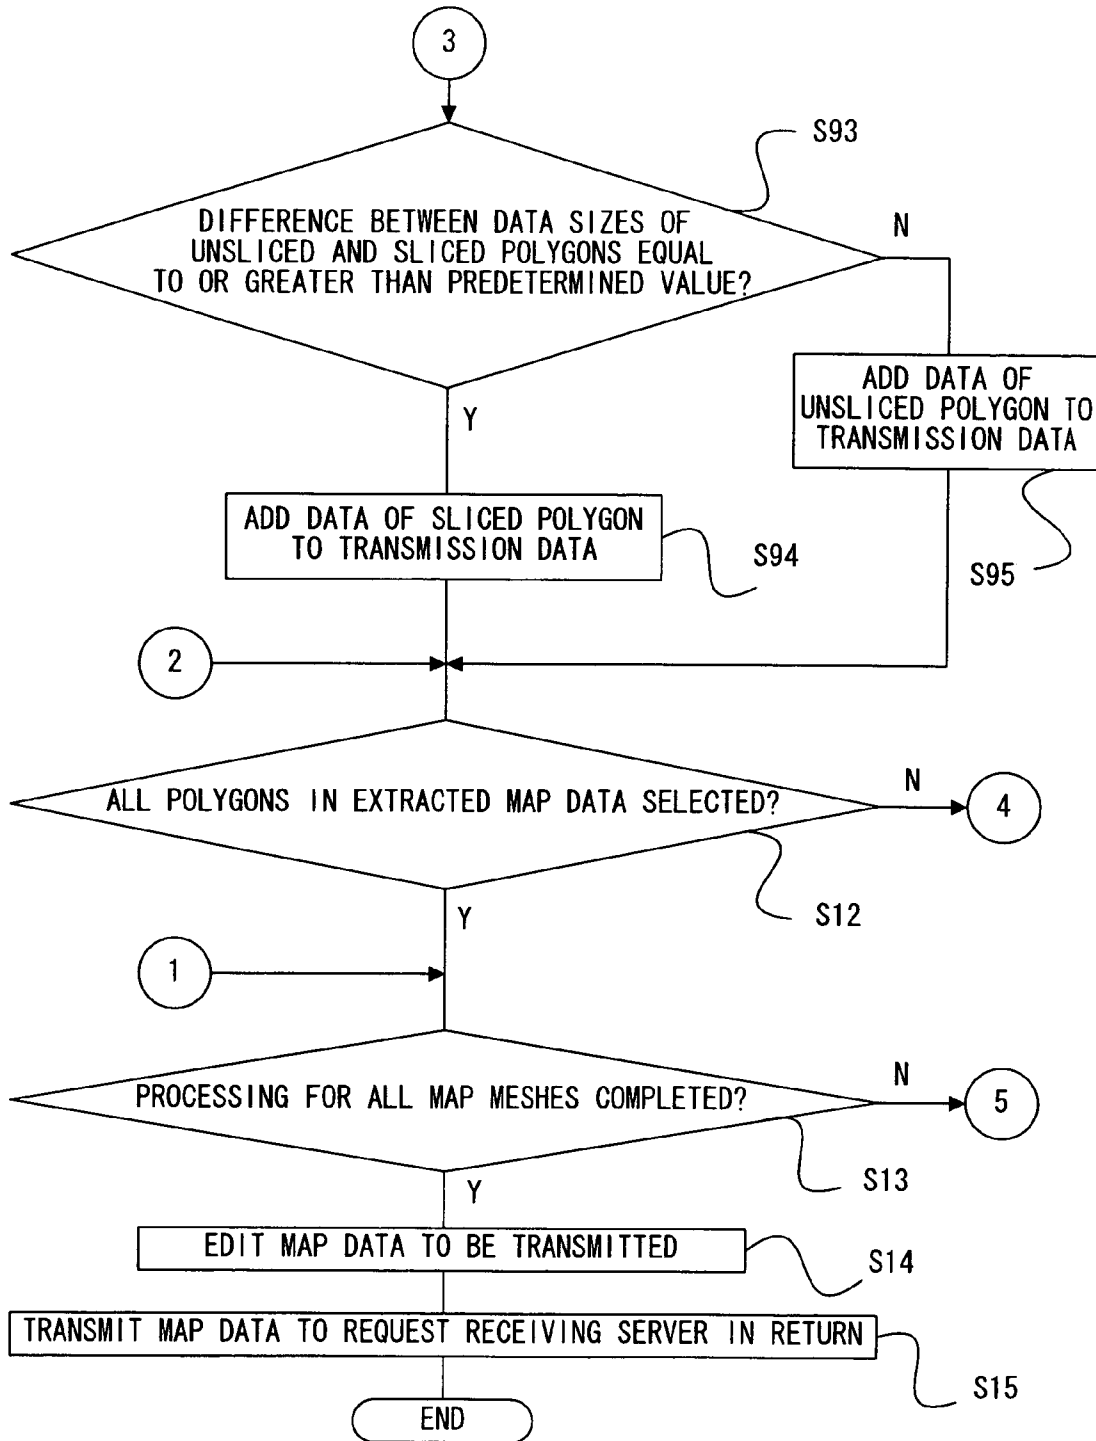 3
S93
DIFFERENCE BETWEEN DATA SIZES OF
UNSLICED AND SLICED POLYGONS EQUAL
TO OR GREATER THAN PREDETERMINED VALUE?
N
ADD DATA OF
UNSLICED POLYGON TO
TRANSMISSION DATA
Y
ADD DATA OF SLICED POLYGON
TO TRANSMISSION DATA
S94
S95
2
ALL POLYGONS IN EXTRACTED MAP DATA SELECTED?
N
4
Y
S12
1
PROCESSING FOR ALL MAP MESHES COMPLETED?
N
5
S13
Y
EDIT MAP DATA TO BE TRANSMITTED
S14
TRANSMIT MAP DATA TO REQUEST RECEIVING SERVER IN RETURN
S15
END